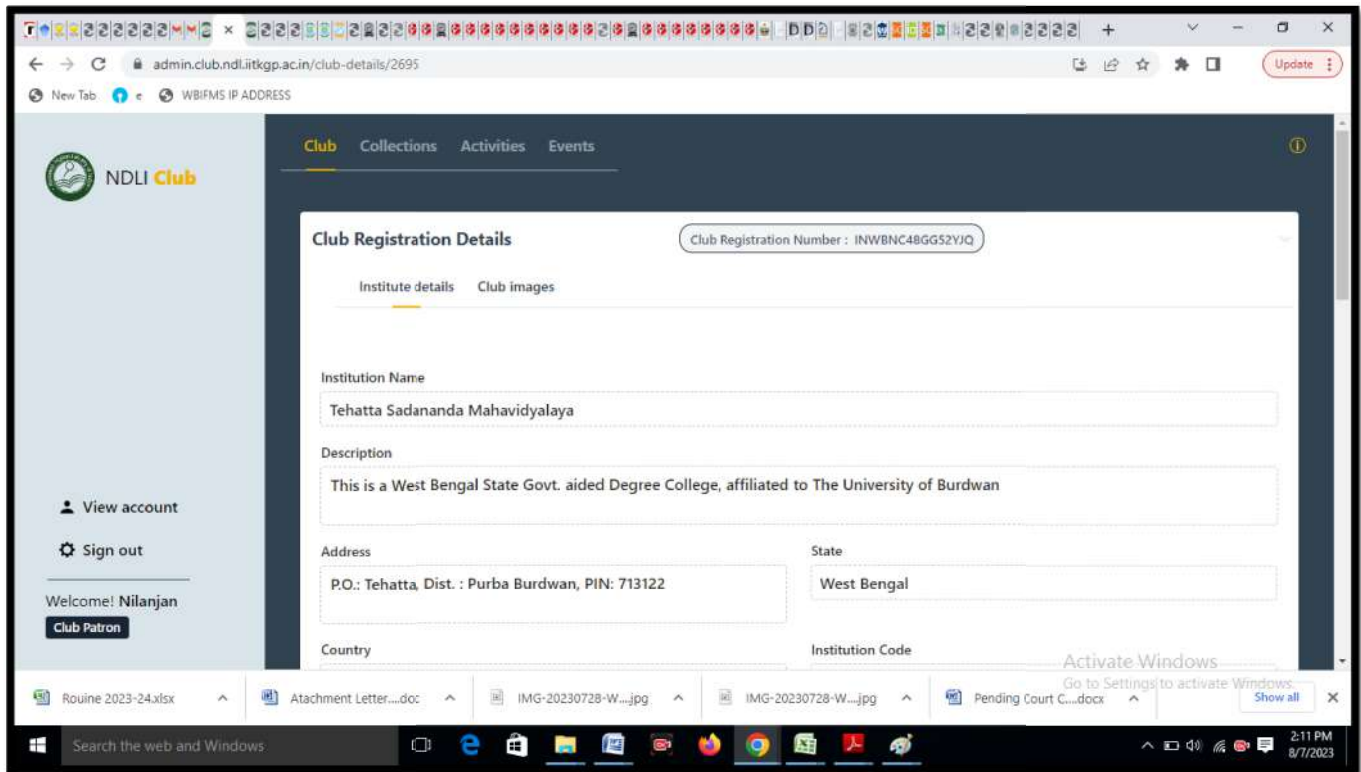 admin.club.ndl.iitkgp.ac.in/club-details/2695
Update
New Tab e WBIFMS IP ADDRESS
Club Collections Activities Events
NDLI Club
Club Registration Details
Club Registration Number : INWBNC48GG52YJQ
Institute details Club images
Institution Name
Tehatta Sadananda Mahavidyalaya
Description
This is a West Bengal State Govt. aided Degree College, affiliated to The University of Burdwan
View account
Sign out
Address
P.O.: Tehatta, Dist. : Purba Burdwan, PIN: 713122
State
West Bengal
Welcome! Nilanjan
Club Patron
Country
Institution Code
Activate Windows
Go to Settings to activate Windows.
Rouine 2023-24.xlsx
Atachment Letter....doc
IMG-20230728-W....jpg
IMG-20230728-W....jpg
Pending Court C....docx
Show all
Search the web and Windows
2:11 PM
8/7/2023